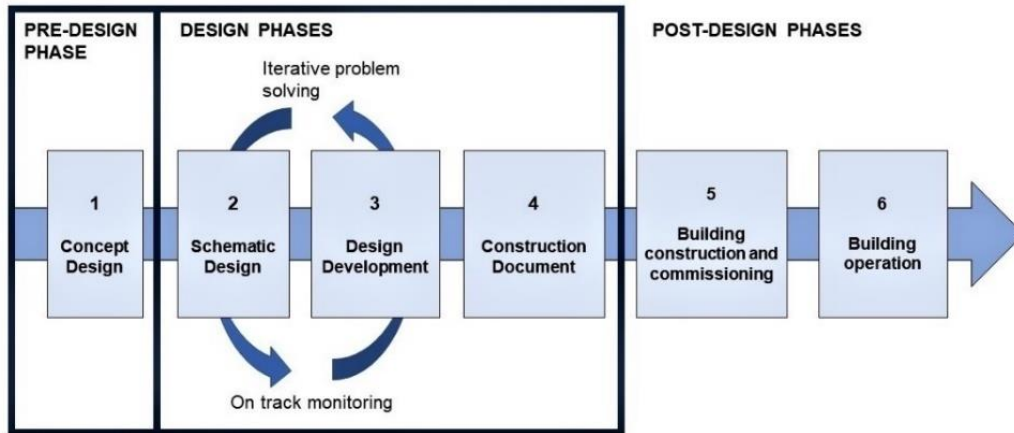 PRE-DESIGN
PHASE
DESIGN PHASES
POST-DESIGN PHASES
Iterative problem
solving
1
Concept
Design
2
Schematic
Design
3
Design
Development
4
Construction
Document
5
Building
construction and
commissioning
6
Building
operation
On track monitoring